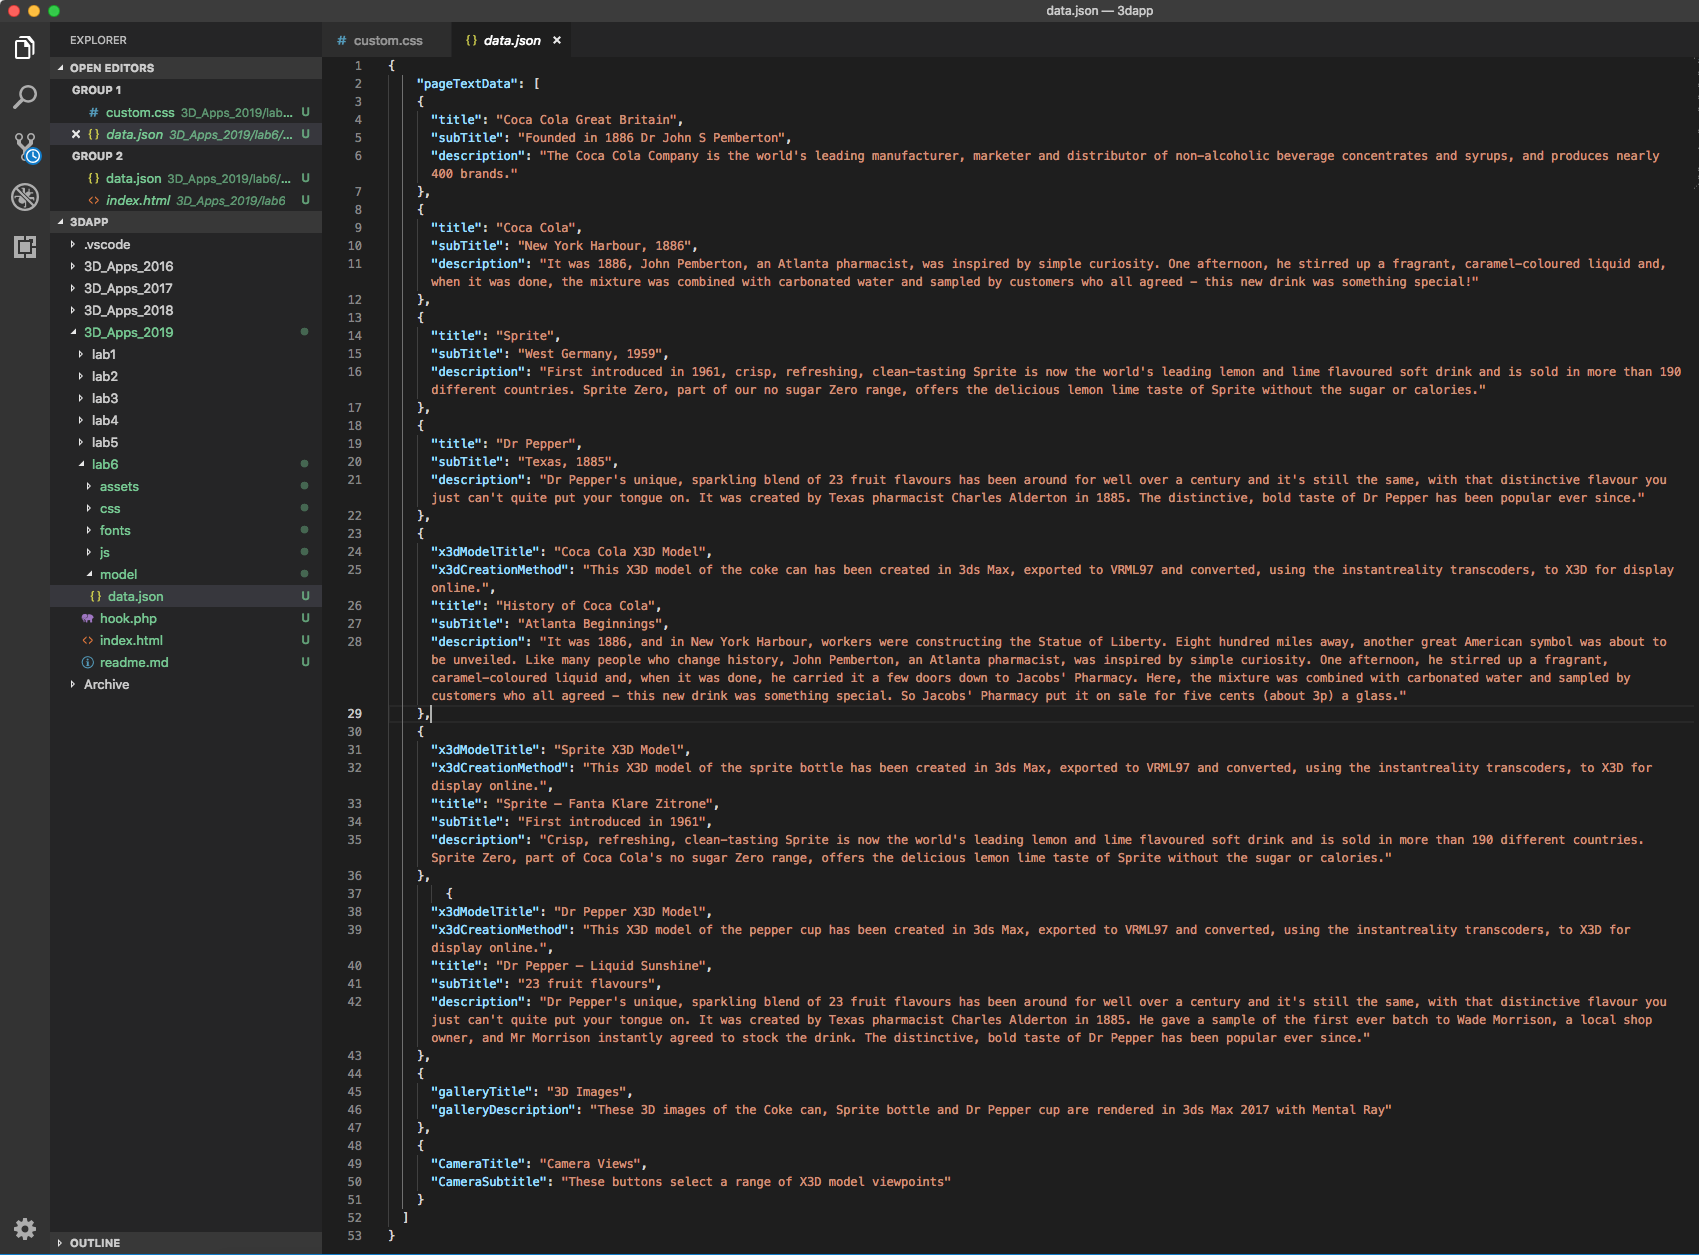 data.json — 3dapp
EXPLORER
OPEN EDITORS
GROUP 1
# custom.css 3D_Apps_2019/lab... U
{} data.json 3D_Apps_2019/lab6/... U
GROUP 2
{} data.json 3D_Apps_2019/lab6/... U
<> index.html 3D_Apps_2019/lab6 U
3DAPP
.vscode
3D_Apps_2016
3D_Apps_2017
3D_Apps_2018
3D_Apps_2019
lab1
lab2
lab3
lab4
lab5
lab6
assets
css
fonts
js
model
{} data.json U
hook.php U
<> index.html U
readme.md U
Archive
OUTLINE
# custom.css
{} data.json ×
1 {
2 "pageTextData": [
3 {
4 "title": "Coca Cola Great Britain",
5 "subTitle": "Founded in 1886 Dr John S Pemberton",
6 "description": "The Coca Cola Company is the world's leading manufacturer, marketer and distributor of non-alcoholic beverage concentrates and syrups, and produces nearly
400 brands."
7 },
8 {
9 "title": "Coca Cola",
10 "subTitle": "New York Harbour, 1886",
11 "description": "It was 1886, John Pemberton, an Atlanta pharmacist, was inspired by simple curiosity. One afternoon, he stirred up a fragrant, caramel-coloured liquid and,
when it was done, the mixture was combined with carbonated water and sampled by customers who all agreed - this new drink was something special!"
12 },
13 {
14 "title": "Sprite",
15 "subTitle": "West Germany, 1959",
16 "description": "First introduced in 1961, crisp, refreshing, clean-tasting Sprite is now the world's leading lemon and lime flavoured soft drink and is sold in more than 190
different countries. Sprite Zero, part of our no sugar Zero range, offers the delicious lemon lime taste of Sprite without the sugar or calories."
17 },
18 {
19 "title": "Dr Pepper",
20 "subTitle": "Texas, 1885",
21 "description": "Dr Pepper's unique, sparkling blend of 23 fruit flavours has been around for well over a century and it's still the same, with that distinctive flavour you
just can't quite put your tongue on. It was created by Texas pharmacist Charles Alderton in 1885. The distinctive, bold taste of Dr Pepper has been popular ever since."
22 },
23 {
24 "x3dModelTitle": "Coca Cola X3D Model",
25 "x3dCreationMethod": "This X3D model of the coke can has been created in 3ds Max, exported to VRML97 and converted, using the instantreality transcoders, to X3D for display
online.",
26 "title": "History of Coca Cola",
27 "subTitle": "Atlanta Beginnings",
28 "description": "It was 1886, and in New York Harbour, workers were constructing the Statue of Liberty. Eight hundred miles away, another great American symbol was about to
be unveiled. Like many people who change history, John Pemberton, an Atlanta pharmacist, was inspired by simple curiosity. One afternoon, he stirred up a fragrant,
caramel-coloured liquid and, when it was done, he carried it a few doors down to Jacobs' Pharmacy. Here, the mixture was combined with carbonated water and sampled by
customers who all agreed - this new drink was something special. So Jacobs' Pharmacy put it on sale for five cents (about 3p) a glass."
29 },
30 {
31 "x3dModelTitle": "Sprite X3D Model",
32 "x3dCreationMethod": "This X3D model of the sprite bottle has been created in 3ds Max, exported to VRML97 and converted, using the instantreality transcoders, to X3D for
display online.",
33 "title": "Sprite – Fanta Klare Zitrone",
34 "subTitle": "First introduced in 1961",
35 "description": "Crisp, refreshing, clean-tasting Sprite is now the world's leading lemon and lime flavoured soft drink and is sold in more than 190 different countries.
Sprite Zero, part of Coca Cola's no sugar Zero range, offers the delicious lemon lime taste of Sprite without the sugar or calories."
36 },
37 {
38 "x3dModelTitle": "Dr Pepper X3D Model",
39 "x3dCreationMethod": "This X3D model of the pepper cup has been created in 3ds Max, exported to VRML97 and converted, using the instantreality transcoders, to X3D for
display online.",
40 "title": "Dr Pepper – Liquid Sunshine",
41 "subTitle": "23 fruit flavours",
42 "description": "Dr Pepper's unique, sparkling blend of 23 fruit flavours has been around for well over a century and it's still the same, with that distinctive flavour you
just can't quite put your tongue on. It was created by Texas pharmacist Charles Alderton in 1885. He gave a sample of the first ever batch to Wade Morrison, a local shop
owner, and Mr Morrison instantly agreed to stock the drink. The distinctive, bold taste of Dr Pepper has been popular ever since."
43 },
44 {
45 "galleryTitle": "3D Images",
46 "galleryDescription": "These 3D images of the Coke can, Sprite bottle and Dr Pepper cup are rendered in 3ds Max 2017 with Mental Ray"
47 },
48 {
49 "CameraTitle": "Camera Views",
50 "CameraSubtitle": "These buttons select a range of X3D model viewpoints"
51 }
52 ]
53 }